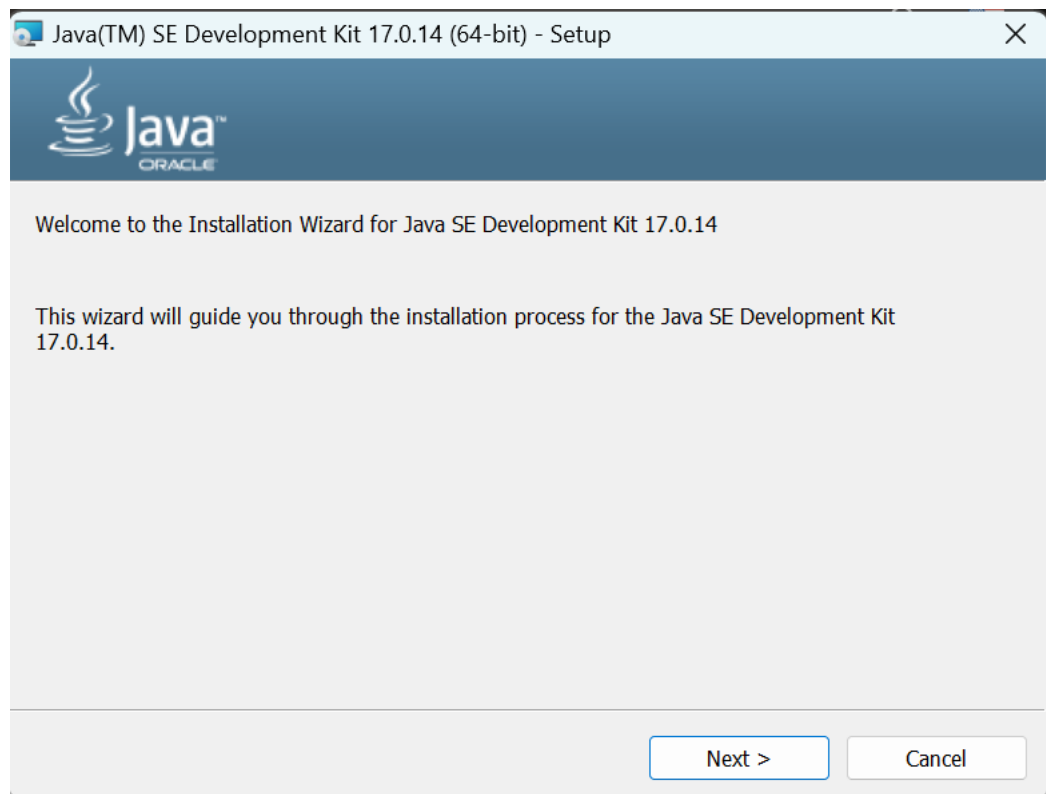 Java(TM) SE Development Kit 17.0.14 (64-bit) - Setup
Java™
ORACLE
Welcome to the Installation Wizard for Java SE Development Kit 17.0.14
This wizard will guide you through the installation process for the Java SE Development Kit
17.0.14.
Next >
Cancel